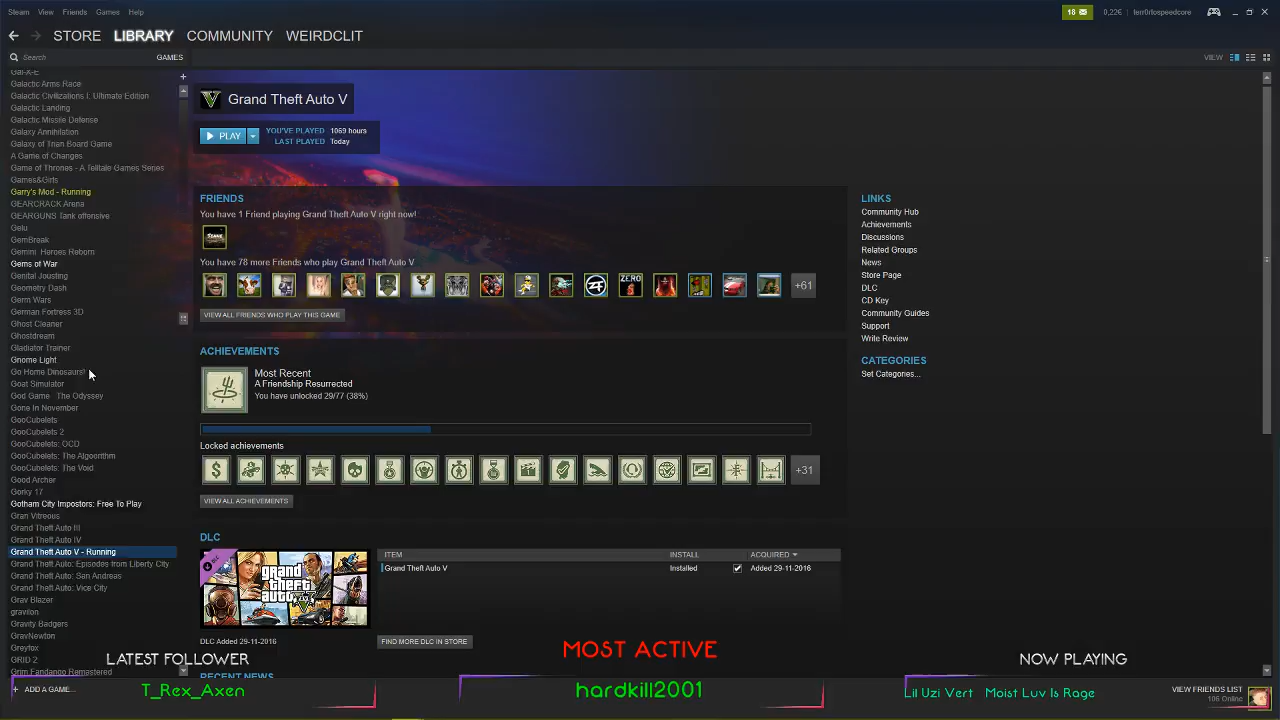 Steam View Friends Games Help
18 0,22€ terr0rfospeedcore
STORE LIBRARY COMMUNITY WEIRDCLIT
Search GAMES
VIEW
Gal-X-E
Galactic Arms Race
Galactic Civilizations I: Ultimate Edition
Galactic Landing
Galactic Missile Defense
Galaxy Annihilation
Galaxy of Trian Board Game
A Game of Changes
Game of Thrones - A Telltale Games Series
Games&Girls
Garry's Mod - Running
GEARCRACK Arena
GEARGUNS Tank offensive
Gelu
GemBreak
Gemini: Heroes Reborn
Gems of War
Genital Jousting
Geometry Dash
Germ Wars
German Fortress 3D
Ghost Cleaner
Ghostdream
Gladiator Trainer
Gnome Light
Go Home Dinosaurs!
Goat Simulator
God Game The Odyssey
Gone In November
GooCubelets
GooCubelets 2
GooCubelets: OCD
GooCubelets: The Algoorithm
GooCubelets: The Void
Good Archer
Gorky 17
Gotham City Impostors: Free To Play
Gran Vitreous
Grand Theft Auto III
Grand Theft Auto IV
Grand Theft Auto V - Running
Grand Theft Auto: Episodes from Liberty City
Grand Theft Auto: San Andreas
Grand Theft Auto: Vice City
Grav Blazer
gravilon
Gravity Badgers
GravNewton
Greyfox
GRID 2
Grim Fandango Remastered
+ ADD A GAME...
Grand Theft Auto V
PLAY
YOU'VE PLAYED 1069 hours
LAST PLAYED Today
FRIENDS
You have 1 Friend playing Grand Theft Auto V right now!
You have 78 more Friends who play Grand Theft Auto V
ZERO
+61
VIEW ALL FRIENDS WHO PLAY THIS GAME
ACHIEVEMENTS
Most Recent
A Friendship Resurrected
You have unlocked 29/77 (38%)
Locked achievements
+31
VIEW ALL ACHIEVEMENTS
DLC
ITEM INSTALL ACQUIRED
Grand Theft Auto V Installed Added 29-11-2016
DLC
grand theft auto V
DLC Added 29-11-2016
FIND MORE DLC IN STORE
RECENT NEWS
LINKS
Community Hub
Achievements
Discussions
Related Groups
News
Store Page
DLC
CD Key
Community Guides
Support
Write Review
CATEGORIES
Set Categories...
LATEST FOLLOWER
T_Rex_Axen
MOST ACTIVE
hardkill2001
NOW PLAYING
Lil Uzi Vert Moist Luv Is Rage
VIEW FRIENDS LIST
106 Online